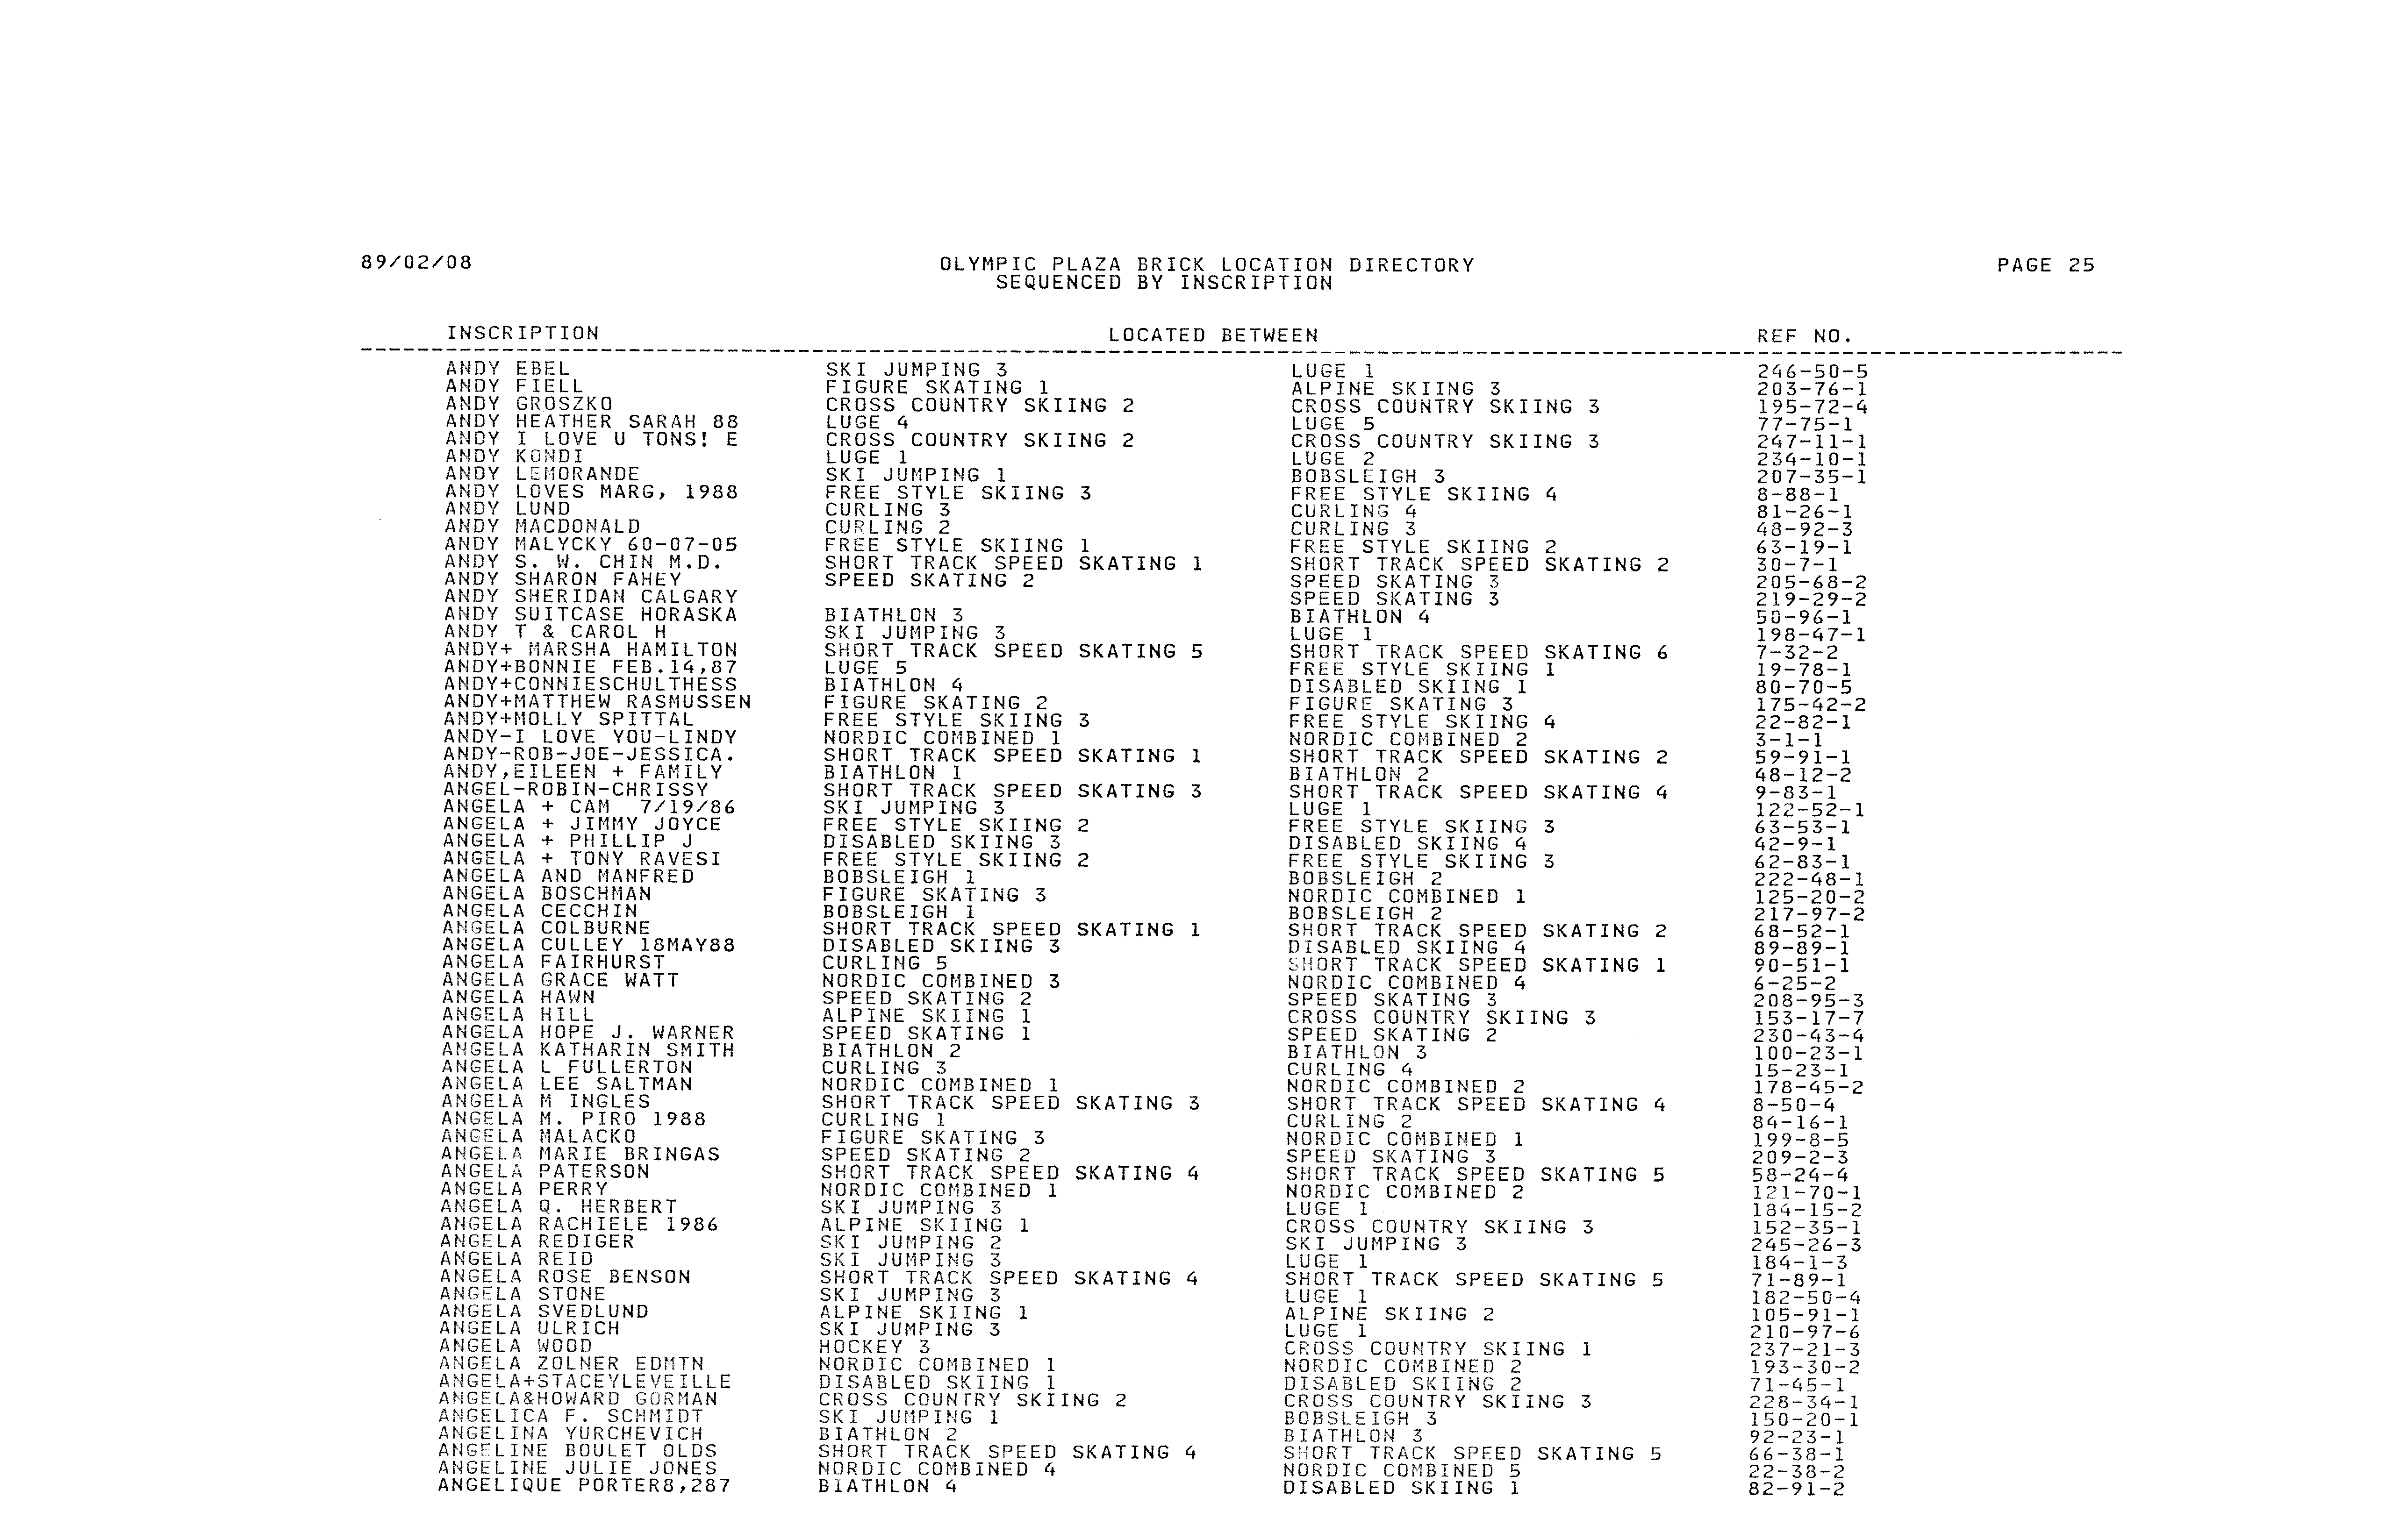 89/02/08 OLYMPIC PLAZA BRICK LOCATION DIRECTORY PAGE 25
SEQUENCED BY INSCRIPTION
INSCRIPTION LOCATED BETWEEN REF NO.
ANDY EBEL SKI JUMPING 3 LUGE 1 246-50-5
ANDY FIELL FIGURE SKATING 1 ALPINE SKIING 3 203-76-1
ANDY GROSZKO CROSS COUNTRY SKIING 2 CROSS COUNTRY SKIING 3 195-72-4
ANDY HEATHER SARAH 88 LUGE 4 LUGE 5 77-75-1
ANDY I LOVE U TONS! E CROSS COUNTRY SKIING 2 CROSS COUNTRY SKIING 3 247-11-1
ANDY KONDI LUGE 1 LUGE 2 234-10-1
ANDY LEMORANDE SKI JUMPING 1 BOBSLEIGH 3 207-35-1
ANDY LOVES MARG, 1988 FREE STYLE SKIING 3 FREE STYLE SKIING 4 8-88-1
ANDY LUND CURLING 3 CURLING 4 81-26-1
ANDY MACDONALD CURLING 2 CURLING 3 48-92-3
ANDY MALYCKY 60-07-05 FREE STYLE SKIING 1 FREE STYLE SKIING 2 63-19-1
ANDY S. W. CHIN M.D. SHORT TRACK SPEED SKATING 1 SHORT TRACK SPEED SKATING 2 30-7-1
ANDY SHARON FAHEY SPEED SKATING 2 SPEED SKATING 3 205-68-2
ANDY SHERIDAN CALGARY SPEED SKATING 3 219-29-2
ANDY SUITCASE HORASKA BIATHLON 3 BIATHLON 4 50-96-1
ANDY T & CAROL H SKI JUMPING 3 LUGE 1 198-47-1
ANDY+ MARSHA HAMILTON SHORT TRACK SPEED SKATING 5 SHORT TRACK SPEED SKATING 6 7-32-2
ANDY+BONNIE FEB.14,87 LUGE 5 FREE STYLE SKIING 1 19-78-1
ANDY+CONNIESCHULTHESS BIATHLON 4 DISABLED SKIING 1 80-70-5
ANDY+MATTHEW RASMUSSEN FIGURE SKATING 2 FIGURE SKATING 3 175-42-2
ANDY+MOLLY SPITTAL FREE STYLE SKIING 3 FREE STYLE SKIING 4 22-82-1
ANDY-I LOVE YOU-LINDY NORDIC COMBINED 1 NORDIC COMBINED 2 3-1-1
ANDY-ROB-JOE-JESSICA. SHORT TRACK SPEED SKATING 1 SHORT TRACK SPEED SKATING 2 59-91-1
ANDY,EILEEN + FAMILY BIATHLON 1 BIATHLON 2 48-12-2
ANGEL-ROBIN-CHRISSY SHORT TRACK SPEED SKATING 3 SHORT TRACK SPEED SKATING 4 9-83-1
ANGELA + CAM  7/19/86 SKI JUMPING 3 LUGE 1 122-52-1
ANGELA + JIMMY JOYCE FREE STYLE SKIING 2 FREE STYLE SKIING 3 63-53-1
ANGELA + PHILLIP J DISABLED SKIING 3 DISABLED SKIING 4 42-9-1
ANGELA + TONY RAVESI FREE STYLE SKIING 2 FREE STYLE SKIING 3 62-83-1
ANGELA AND MANFRED BOBSLEIGH 1 BOBSLEIGH 2 222-48-1
ANGELA BOSCHMAN FIGURE SKATING 3 NORDIC COMBINED 1 125-20-2
ANGELA CECCHIN BOBSLEIGH 1 BOBSLEIGH 2 217-97-2
ANGELA COLBURNE SHORT TRACK SPEED SKATING 1 SHORT TRACK SPEED SKATING 2 68-52-1
ANGELA CULLEY 18MAY88 DISABLED SKIING 3 DISABLED SKIING 4 89-89-1
ANGELA FAIRHURST CURLING 5 SHORT TRACK SPEED SKATING 1 90-51-1
ANGELA GRACE WATT NORDIC COMBINED 3 NORDIC COMBINED 4 6-25-2
ANGELA HAWN SPEED SKATING 2 SPEED SKATING 3 208-95-3
ANGELA HILL ALPINE SKIING 1 CROSS COUNTRY SKIING 3 153-17-7
ANGELA HOPE J. WARNER SPEED SKATING 1 SPEED SKATING 2 230-43-4
ANGELA KATHARIN SMITH BIATHLON 2 BIATHLON 3 100-23-1
ANGELA L FULLERTON CURLING 3 CURLING 4 15-23-1
ANGELA LEE SALTMAN NORDIC COMBINED 1 NORDIC COMBINED 2 178-45-2
ANGELA M INGLES SHORT TRACK SPEED SKATING 3 SHORT TRACK SPEED SKATING 4 8-50-4
ANGELA M. PIRO 1988 CURLING 1 CURLING 2 84-16-1
ANGELA MALACKO FIGURE SKATING 3 NORDIC COMBINED 1 199-8-5
ANGELA MARIE BRINGAS SPEED SKATING 2 SPEED SKATING 3 209-2-3
ANGELA PATERSON SHORT TRACK SPEED SKATING 4 SHORT TRACK SPEED SKATING 5 58-24-4
ANGELA PERRY NORDIC COMBINED 1 NORDIC COMBINED 2 121-70-1
ANGELA Q. HERBERT SKI JUMPING 3 LUGE 1 184-15-2
ANGELA RACHIELE 1986 ALPINE SKIING 1 CROSS COUNTRY SKIING 3 152-35-1
ANGELA REDIGER SKI JUMPING 2 SKI JUMPING 3 245-26-3
ANGELA REID SKI JUMPING 3 LUGE 1 184-1-3
ANGELA ROSE BENSON SHORT TRACK SPEED SKATING 4 SHORT TRACK SPEED SKATING 5 71-89-1
ANGELA STONE SKI JUMPING 3 LUGE 1 182-50-4
ANGELA SVEDLUND ALPINE SKIING 1 ALPINE SKIING 2 105-91-1
ANGELA ULRICH SKI JUMPING 3 LUGE 1 210-97-6
ANGELA WOOD HOCKEY 3 CROSS COUNTRY SKIING 1 237-21-3
ANGELA ZOLNER EDMTN NORDIC COMBINED 1 NORDIC COMBINED 2 193-30-2
ANGELA+STACEYLEVEILLE DISABLED SKIING 1 DISABLED SKIING 2 71-45-1
ANGELA&HOWARD GORMAN CROSS COUNTRY SKIING 2 CROSS COUNTRY SKIING 3 228-34-1
ANGELICA F. SCHMIDT SKI JUMPING 1 BOBSLEIGH 3 150-20-1
ANGELINA YURCHEVICH BIATHLON 2 BIATHLON 3 92-23-1
ANGELINE BOULET OLDS SHORT TRACK SPEED SKATING 4 SHORT TRACK SPEED SKATING 5 66-38-1
ANGELINE JULIE JONES NORDIC COMBINED 4 NORDIC COMBINED 5 22-38-2
ANGELIQUE PORTER8,287 BIATHLON 4 DISABLED SKIING 1 82-91-2